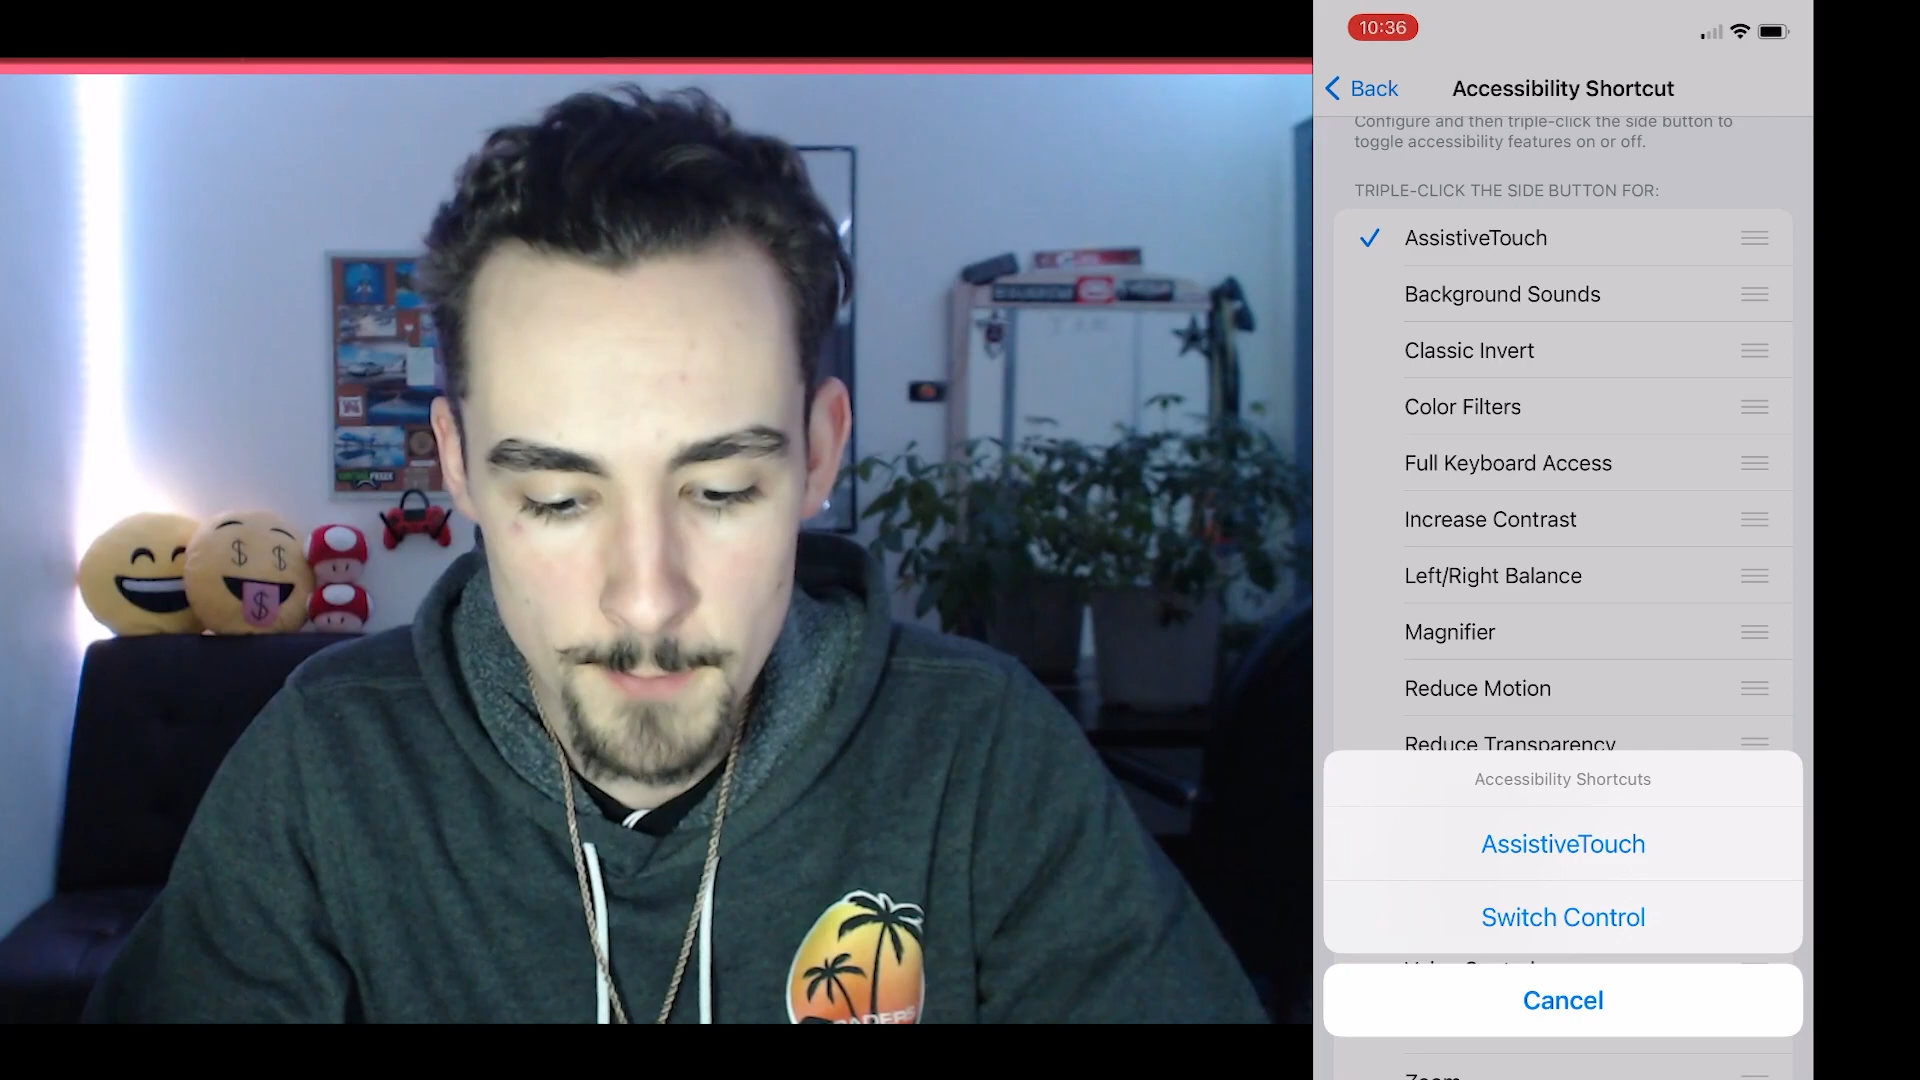 10:36
Back
Accessibility Shortcut
Configure and then triple-click the side button to
toggle accessibility features on or off.
TRIPLE-CLICK THE SIDE BUTTON FOR:
AssistiveTouch
Background Sounds
Classic Invert
Color Filters
Full Keyboard Access
Increase Contrast
Left/Right Balance
Magnifier
Reduce Motion
Reduce Transparency
Accessibility Shortcuts
AssistiveTouch
Switch Control
Cancel
Zoom